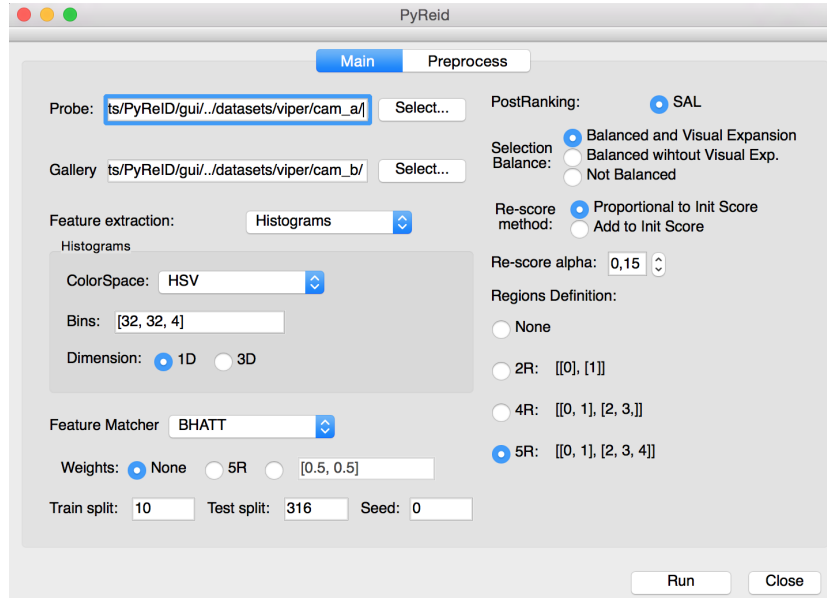 PyReid
Main Preprocess
Probe: ts/PyReID/gui/../datasets/viper/cam_a/ Select...
Gallery ts/PyReID/gui/../datasets/viper/cam_b/ Select...
Feature extraction: Histograms
Histograms
ColorSpace: HSV
Bins: [32, 32, 4]
Dimension: 1D 3D
Feature Matcher BHATT
Weights: None 5R [0.5, 0.5]
Train split: 10 Test split: 316 Seed: 0
PostRanking: SAL
Selection Balance:
Balanced and Visual Expansion
Balanced wihtout Visual Exp.
Not Balanced
Re-score method:
Proportional to Init Score
Add to Init Score
Re-score alpha: 0,15
Regions Definition:
None
2R: [[0], [1]]
4R: [[0, 1], [2, 3,]]
5R: [[0, 1], [2, 3, 4]]
Run Close